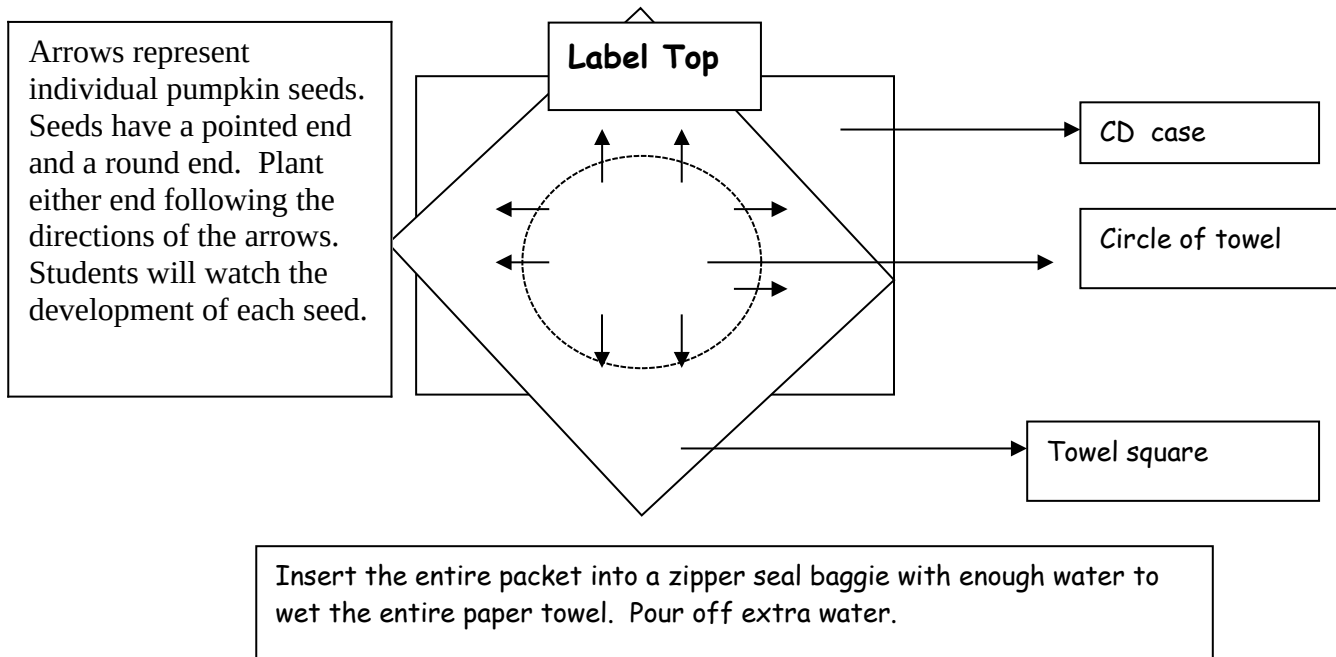 Arrows represent
individual pumpkin seeds.
Seeds have a pointed end
and a round end.  Plant
either end following the
directions of the arrows.
Students will watch the
development of each seed.
Label Top
CD  case
Circle of towel
Towel square
Insert the entire packet into a zipper seal baggie with enough water to
wet the entire paper towel.  Pour off extra water.